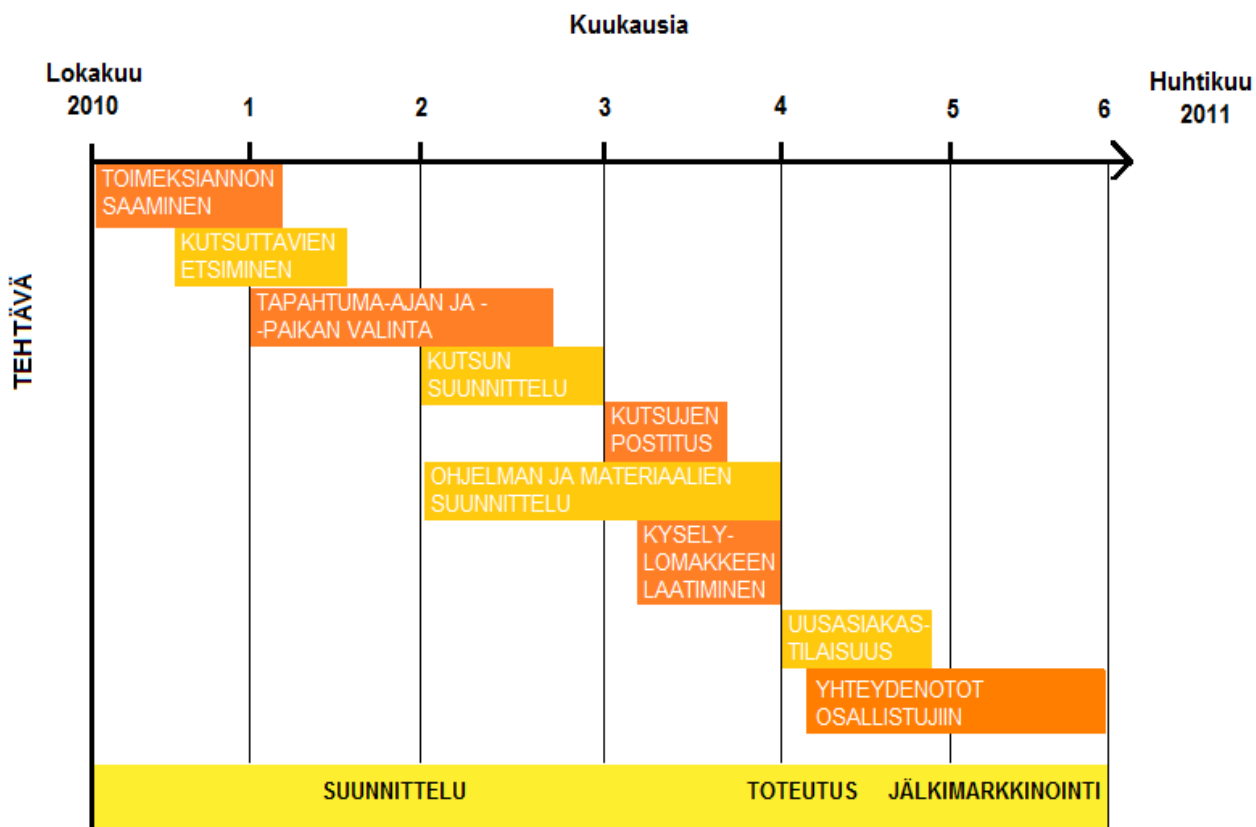 Kuukausia
Lokakuu
2010
1
2
3
4
5
6
Huhtikuu
2011
TEHTÄVÄ
TOIMEKSIANNON
SAAMINEN
KUTSUTTAVIEN
ETSIMINEN
TAPAHTUMA-AJAN JA -
-PAIKAN VALINTA
KUTSUN
SUUNNITTELU
KUTSUJEN
POSTITUS
OHJELMAN JA MATERIAALIEN
SUUNNITTELU
KYSELY-
LOMAKKEEN
LAATIMINEN
UUSASIAKAS-
TILAISUUS
YHTEYDENOTOT
OSALLISTUJIIN
SUUNNITTELU
TOTEUTUS
JÄLKIMARKKINOINTI